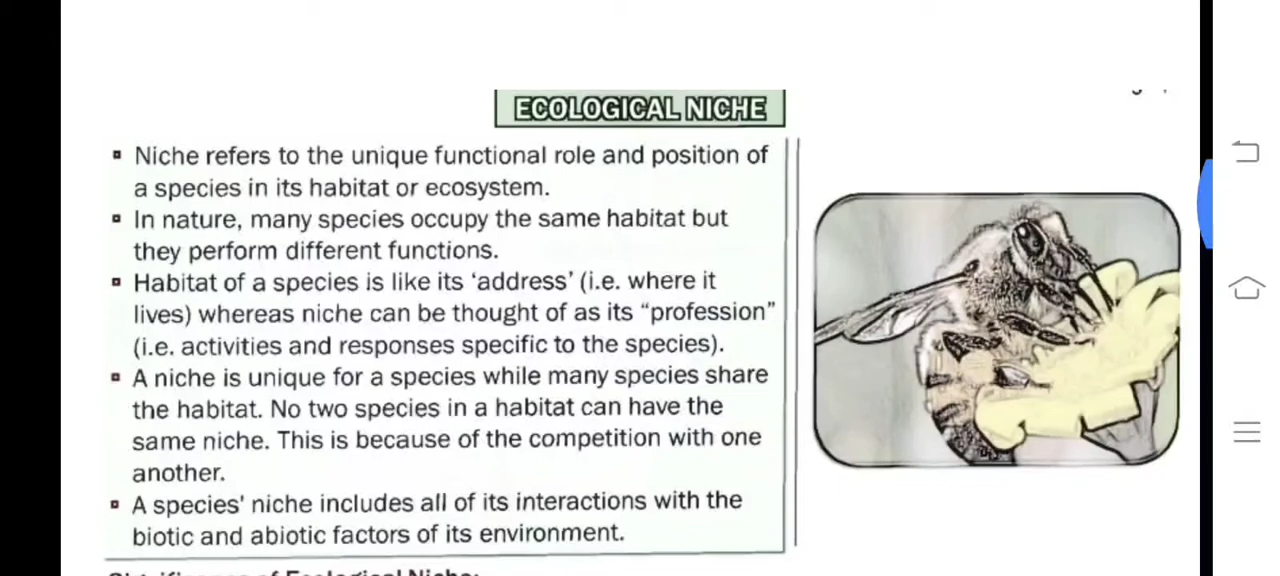 ECOLOGICAL NICHE
▫ Niche refers to the unique functional role and position of
a species in its habitat or ecosystem.
▫ In nature, many species occupy the same habitat but
they perform different functions.
▫ Habitat of a species is like its ‘address’ (i.e. where it
lives) whereas niche can be thought of as its “profession”
(i.e. activities and responses specific to the species).
▫ A niche is unique for a species while many species share
the habitat. No two species in a habitat can have the
same niche. This is because of the competition with one
another.
▫ A species' niche includes all of its interactions with the
biotic and abiotic factors of its environment.
Significance of Ecological Niche: